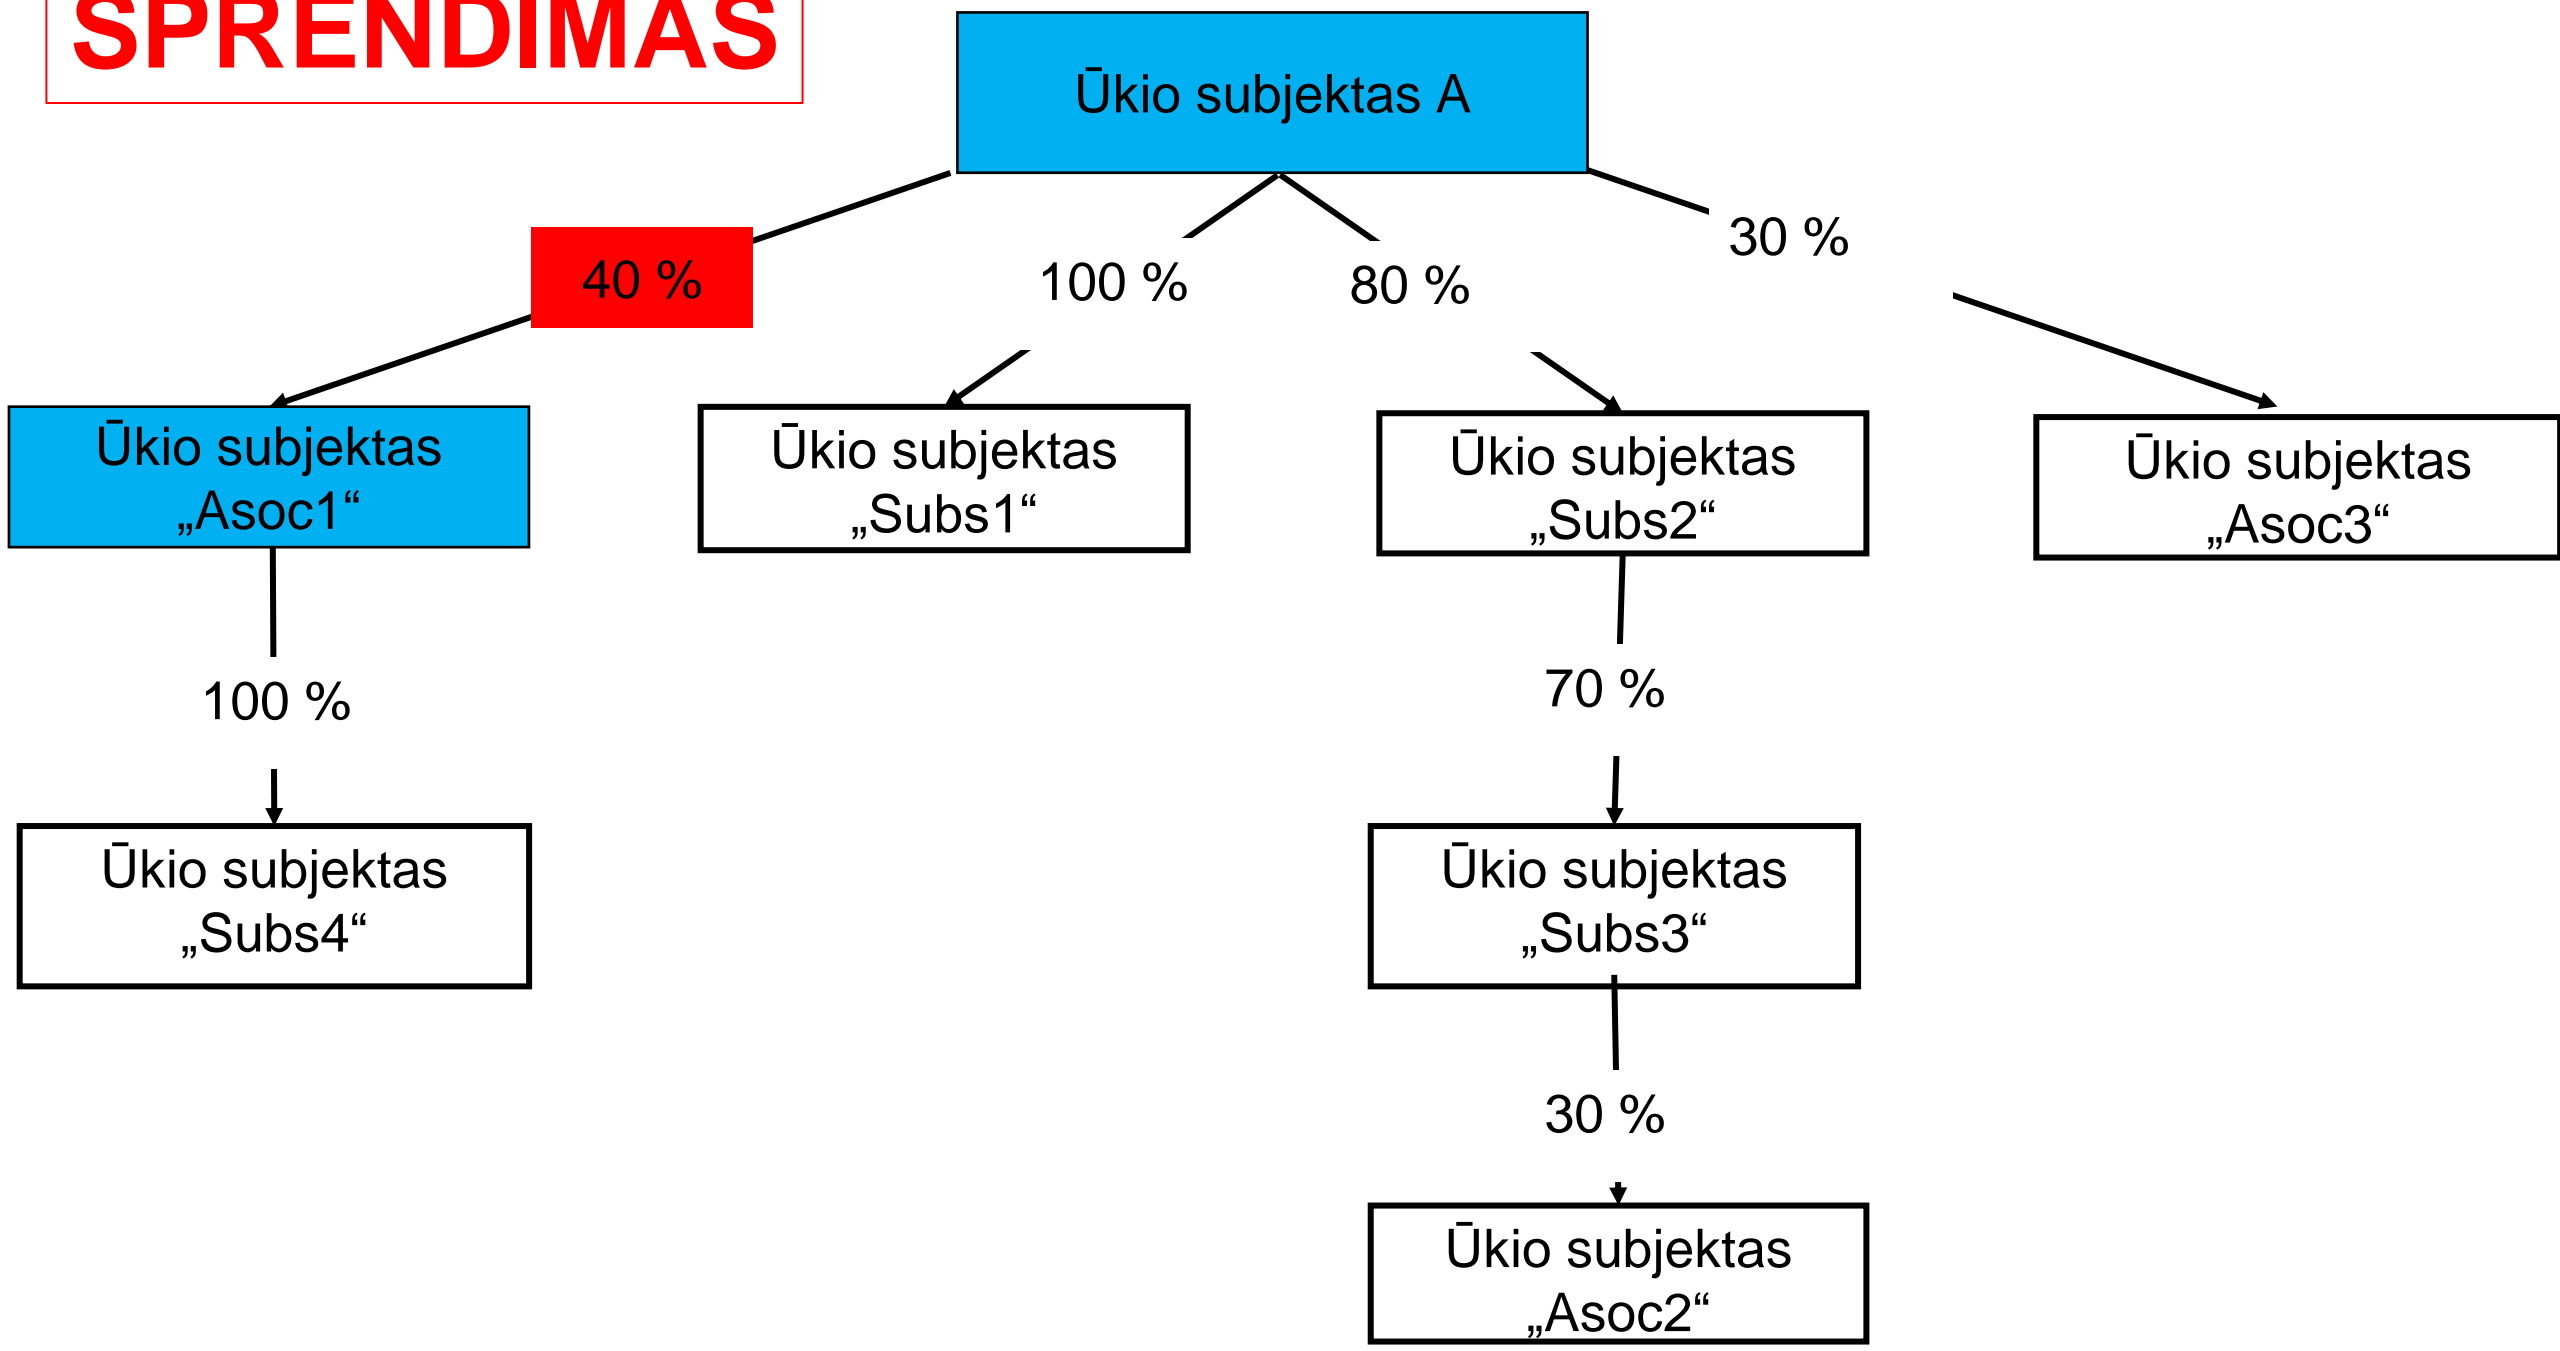 SPRENDIMAS
Ūkio subjektas A
40 %
100 %
80 %
30 %
Ūkio subjektas
„Asoc1“
Ūkio subjektas
„Subs1“
Ūkio subjektas
„Subs2“
Ūkio subjektas
„Asoc3“
100 %
70 %
Ūkio subjektas
„Subs4“
Ūkio subjektas
„Subs3“
30 %
Ūkio subjektas
„Asoc2“